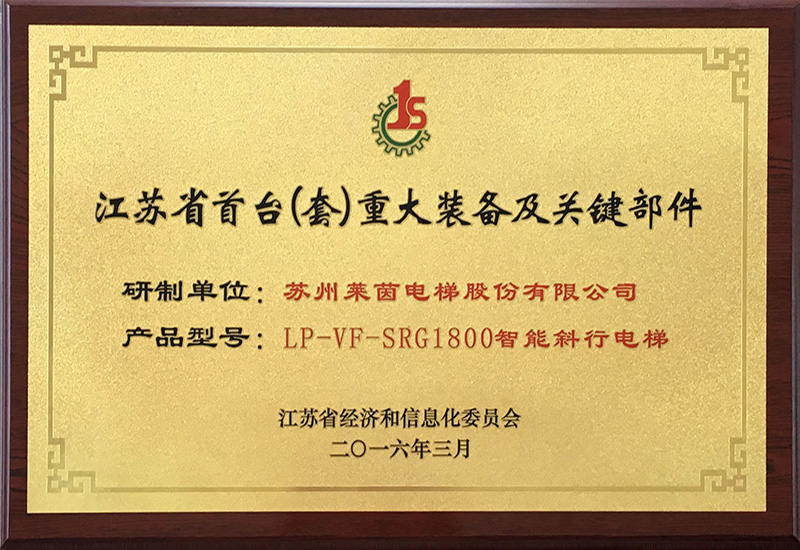 1S
江苏省首台(套)重大装备及关键部件
研制单位：苏州莱茵电梯股份有限公司
产品型号：LP-VF-SRG1800智能斜行电梯
江苏省经济和信息化委员会
二〇一六年三月